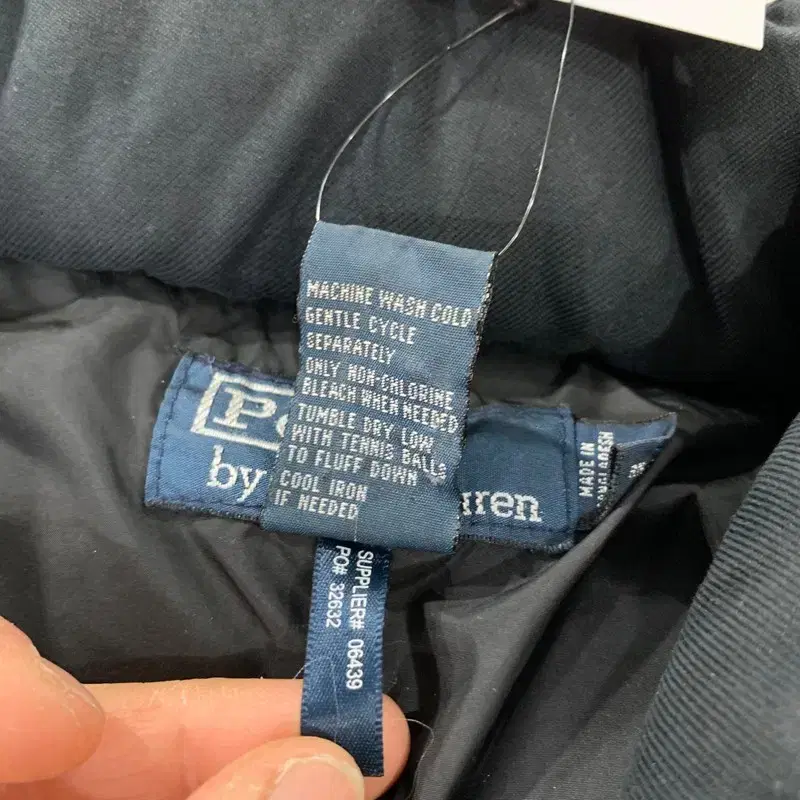 MACHINE WASH COLD
GENTLE CYCLE
SEPARATELY
ONLY NON-CHLORINE
BLEACH WHEN NEEDED
TUMBLE DRY LOW
WITH TENNIS BALLS
TO FLUFF DOWN
COOL IRON
IF NEEDED
by
MADE IN
SUPPLIER# 06439
PO# 32632